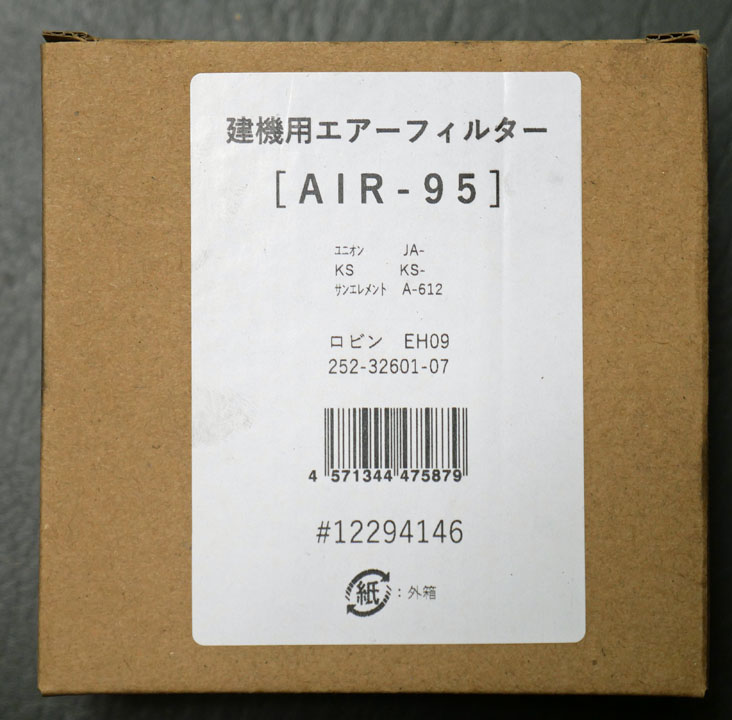 建機用エアーフィルター
[AIR-95]
ユニオン JA-
KS KS-
サンエレメント A-612
ロビン EH09
252-32601-07
4 571344 475879
#12294146
紙：外箱